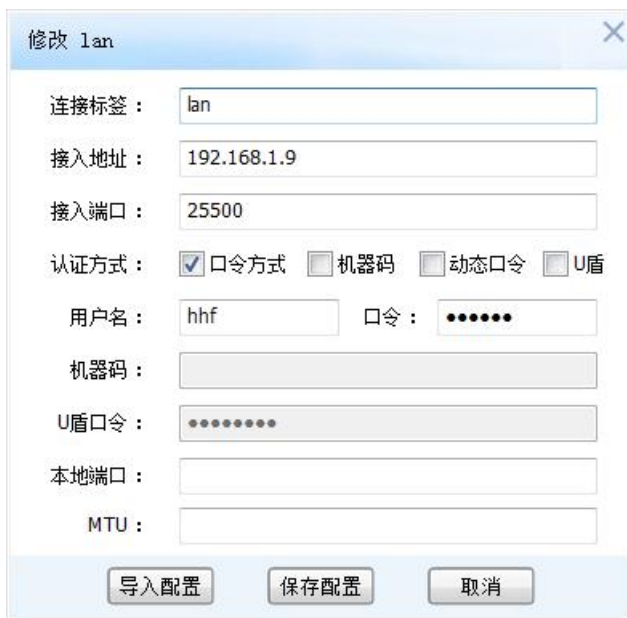 修改 lan
连接标签： lan
接入地址： 192.168.1.9
接入端口： 25500
认证方式： 口令方式 机器码 动态口令 U盾
用户名： hhf 口令： ●●●●●●
机器码：
U盾口令： ●●●●●●●●
本地端口：
MTU：
导入配置 保存配置 取消